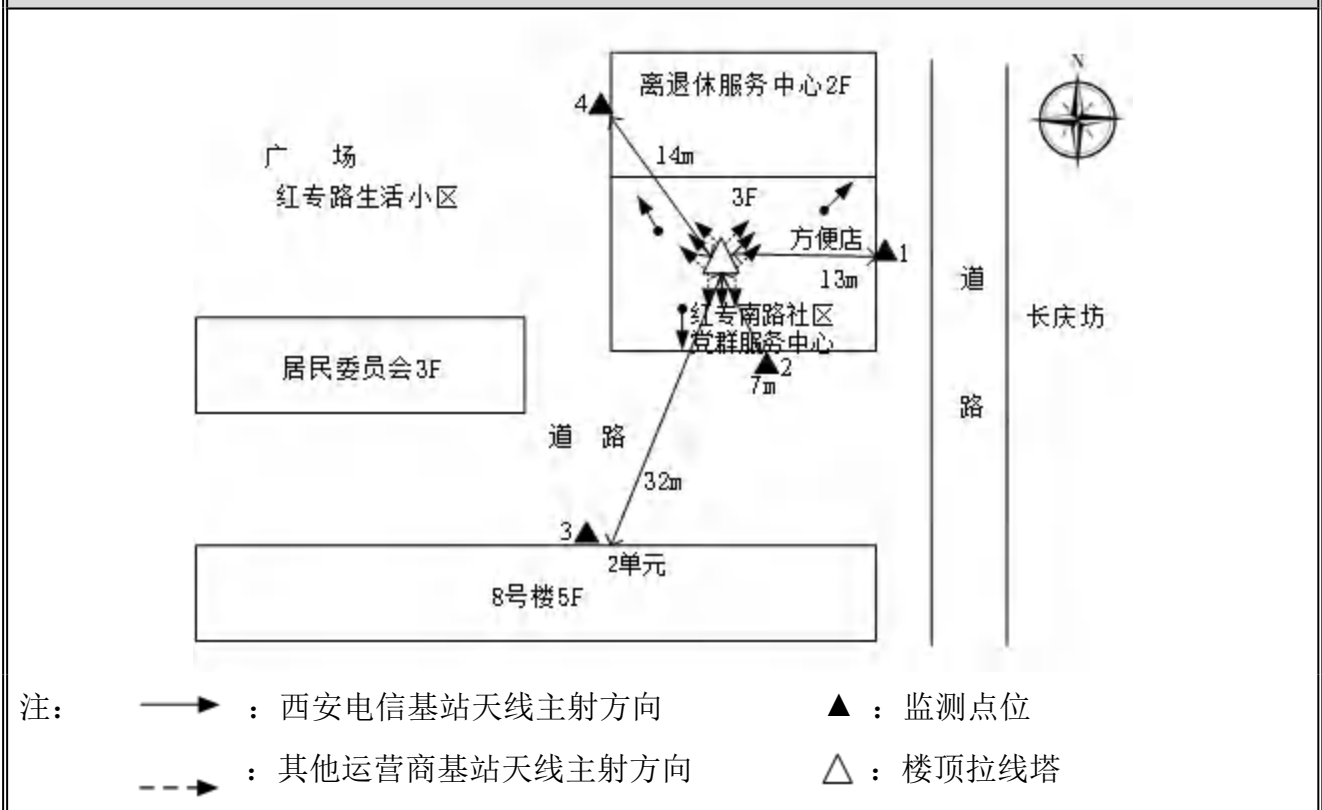 N
离退休服务中心2F
4
14m
广 场
红专路生活小区
3F
方便店
1
13m
道
路
长庆坊
红专南路社区
党群服务中心
2
7m
居民委员会3F
道 路
32m
3
2单元
8号楼5F
注：
：西安电信基站天线主射方向
▲ ：监测点位
：其他运营商基站天线主射方向
△ ：楼顶拉线塔